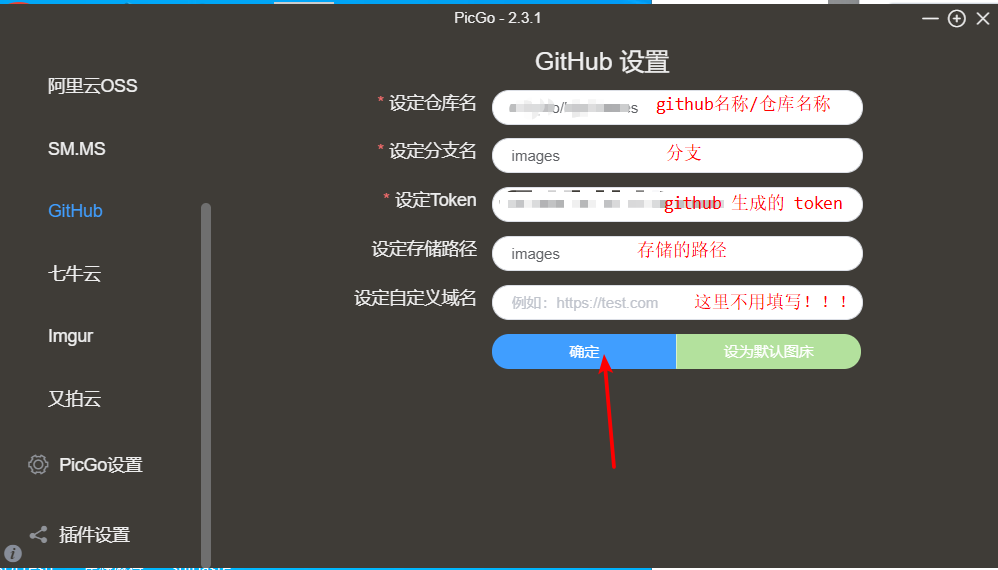 PicGo - 2.3.1
GitHub 设置
阿里云OSS
SM.MS
GitHub
七牛云
Imgur
又拍云
PicGo设置
插件设置
* 设定仓库名 github名称/仓库名称
* 设定分支名 images 分支
* 设定Token github 生成的 token
设定存储路径 images 存储的路径
设定自定义域名 例如：https://test.com 这里不用填写！！！
确定 设为默认图床